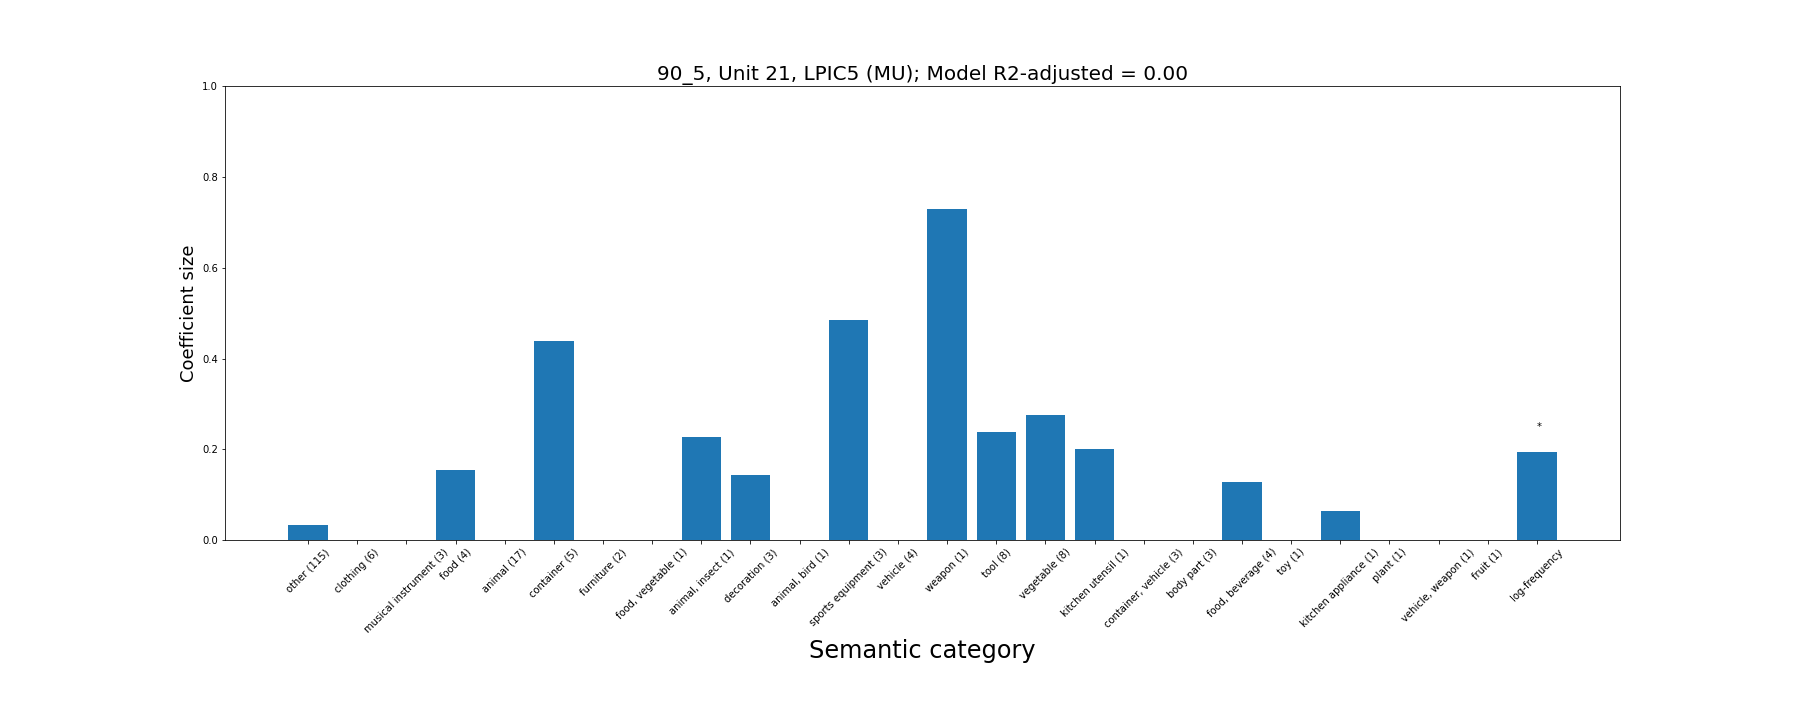 90_5, Unit 21, LPIC5 (MU); Model R2-adjusted = 0.00
Coefficient size
1.0
0.8
0.6
0.4
0.2
0.0
*
other (115)
clothing (6)
musical instrument (3)
food (4)
animal (17)
container (5)
furniture (2)
food, vegetable (1)
animal, insect (1)
decoration (3)
animal, bird (1)
sports equipment (3)
vehicle (4)
weapon (1)
tool (8)
vegetable (8)
kitchen utensil (1)
container, vehicle (3)
body part (3)
food, beverage (4)
toy (1)
kitchen appliance (1)
plant (1)
vehicle, weapon (1)
fruit (1)
log-frequency
Semantic category